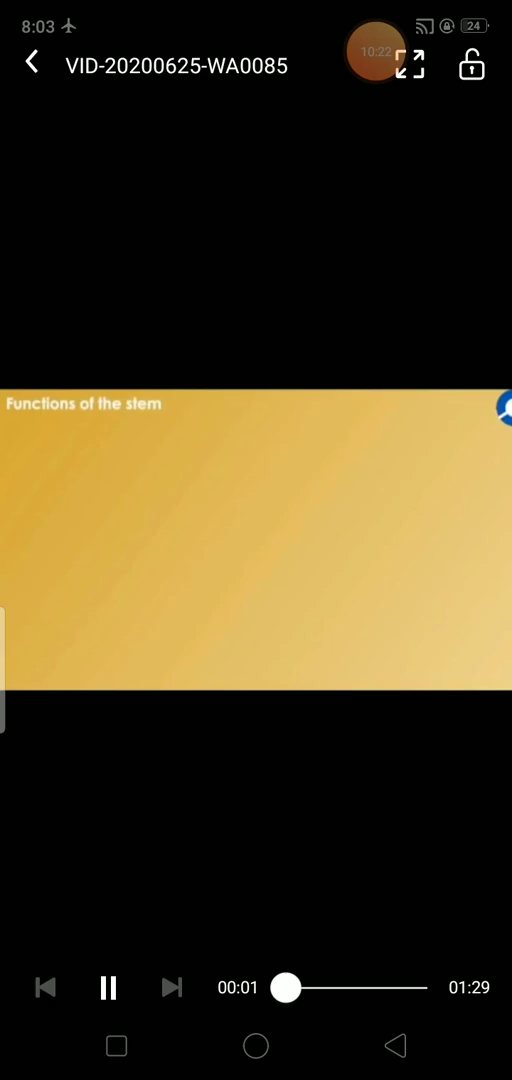 8:03
24
10:22
VID-20200625-WA0085
Functions of the stem
00:01
01:29